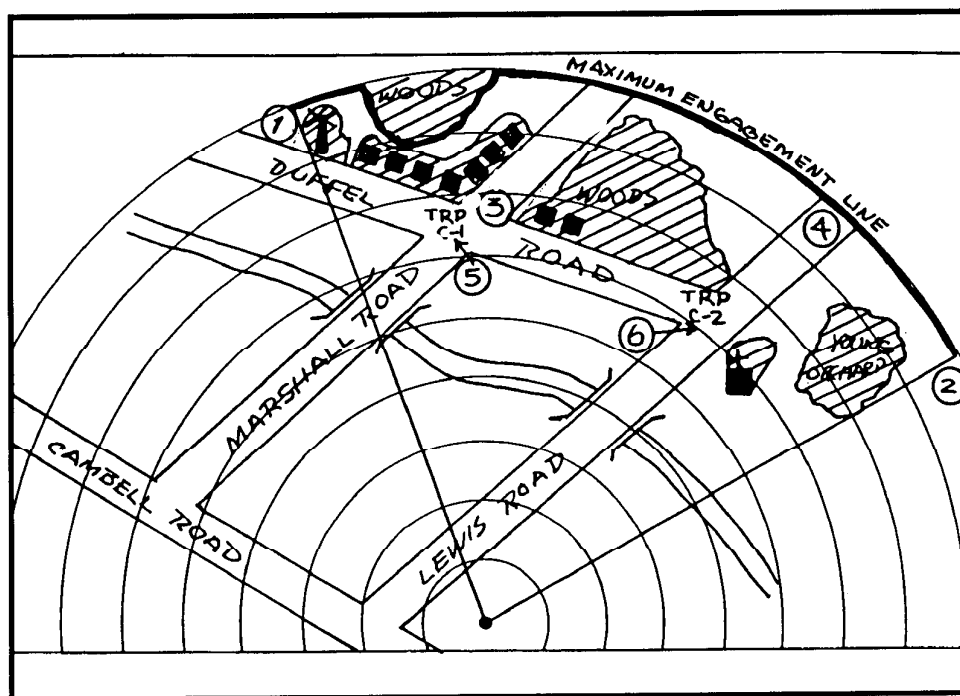 MAXIMUM ENGAGEMENT LINE
WOODS
1
DUFFEL
TRP
C-1
3
WOODS
ROAD
4
5
TRP
C-2
6
YOUNG
ORCHARD
2
MARSHALL ROAD
CAMBELL ROAD
LEWIS ROAD